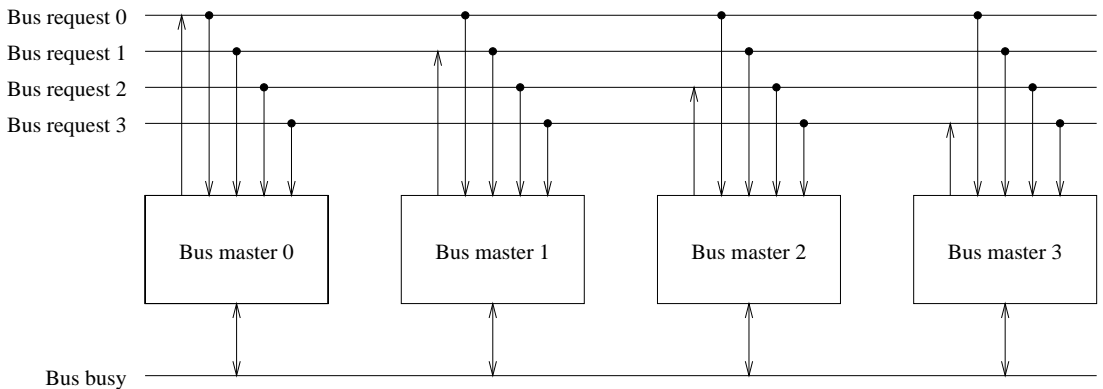 Bus request 0
Bus request 1
Bus request 2
Bus request 3
Bus master 0
Bus master 1
Bus master 2
Bus master 3
Bus busy